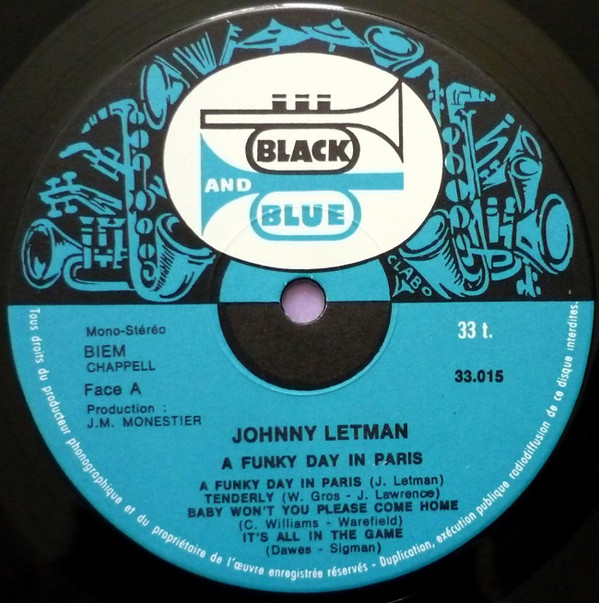 BLACK
AND
BLUE
CLABO
Mono-Stéréo
BIEM
CHAPPELL
Face A
Production :
J.M. MONESTIER
33 t.
33.015
JOHNNY LETMAN
A FUNKY DAY IN PARIS
A FUNKY DAY IN PARIS (J. Letman)
TENDERLY (W. Gros - J. Lawrence)
BABY WON'T YOU PLEASE COME HOME
(C. Williams - Warefield)
IT'S ALL IN THE GAME
(Dawes - Sigman)
Tous droits du producteur phonographique et du propriétaire de l'œuvre enregistrée réservés - Duplication, exécution publique radiodiffusion de ce disque interdites.